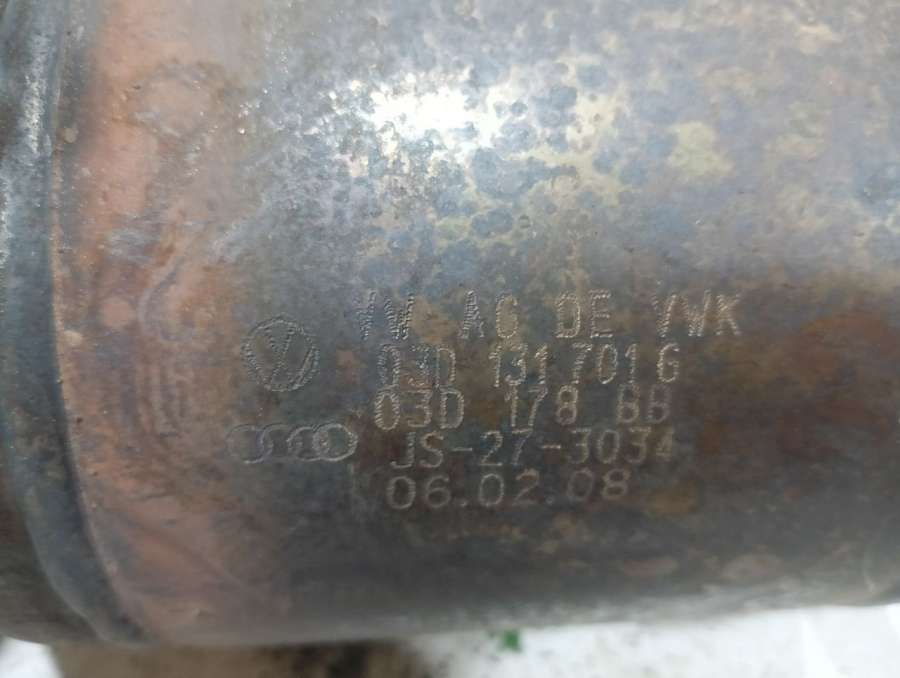 VW AG DE VWK
03D 131 701 G
03D 178 BB
JS-27-3034
06.02.08